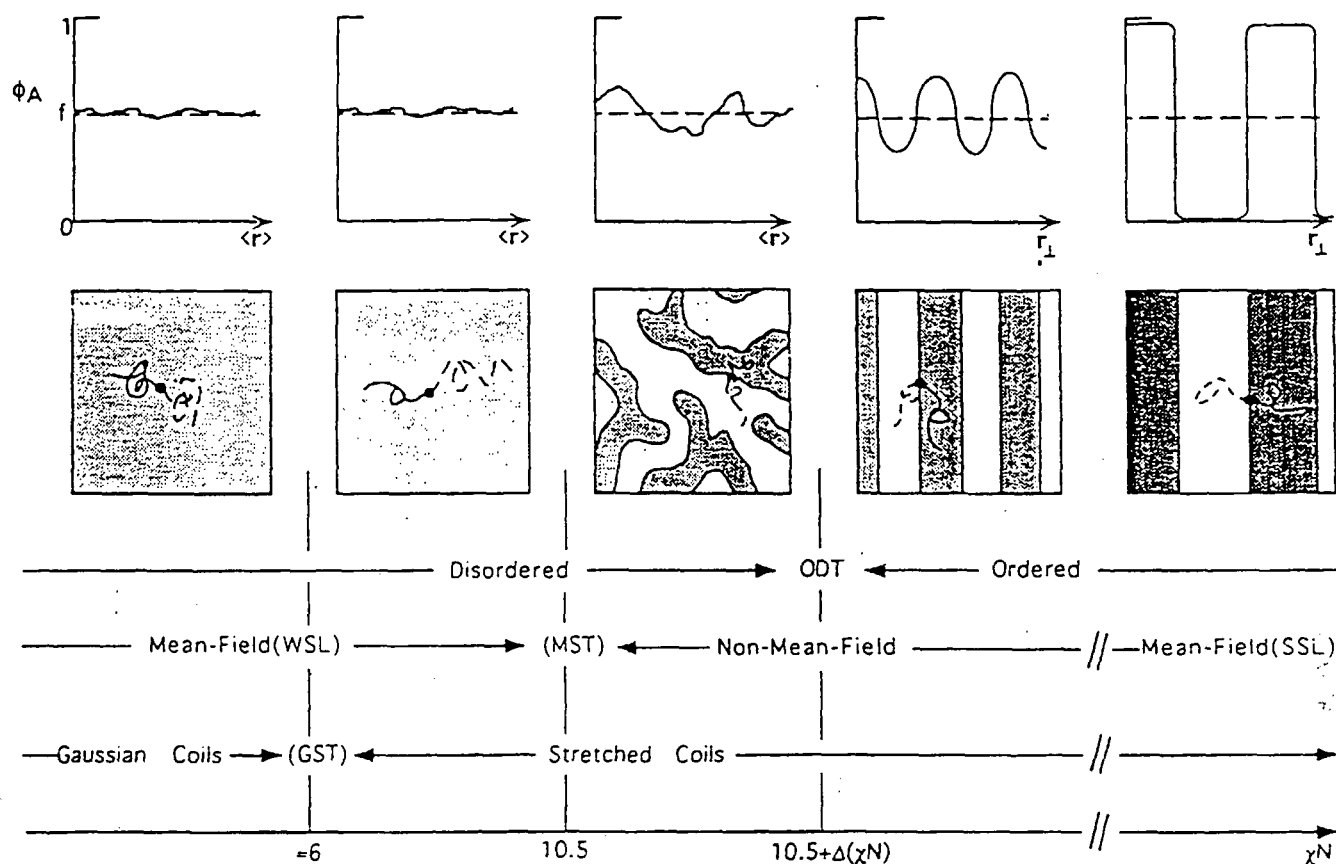 1
ϕA
f
0
<r>
<r>
<r>
r⊥
r⊥
Disordered
ODT
Ordered
Mean-Field(WSL)
(MST)
Non-Mean-Field
//
Mean-Field(SSL)
Gaussian Coils
(GST)
Stretched Coils
//
≈6
10.5
10.5+Δ(χN)
//
χN